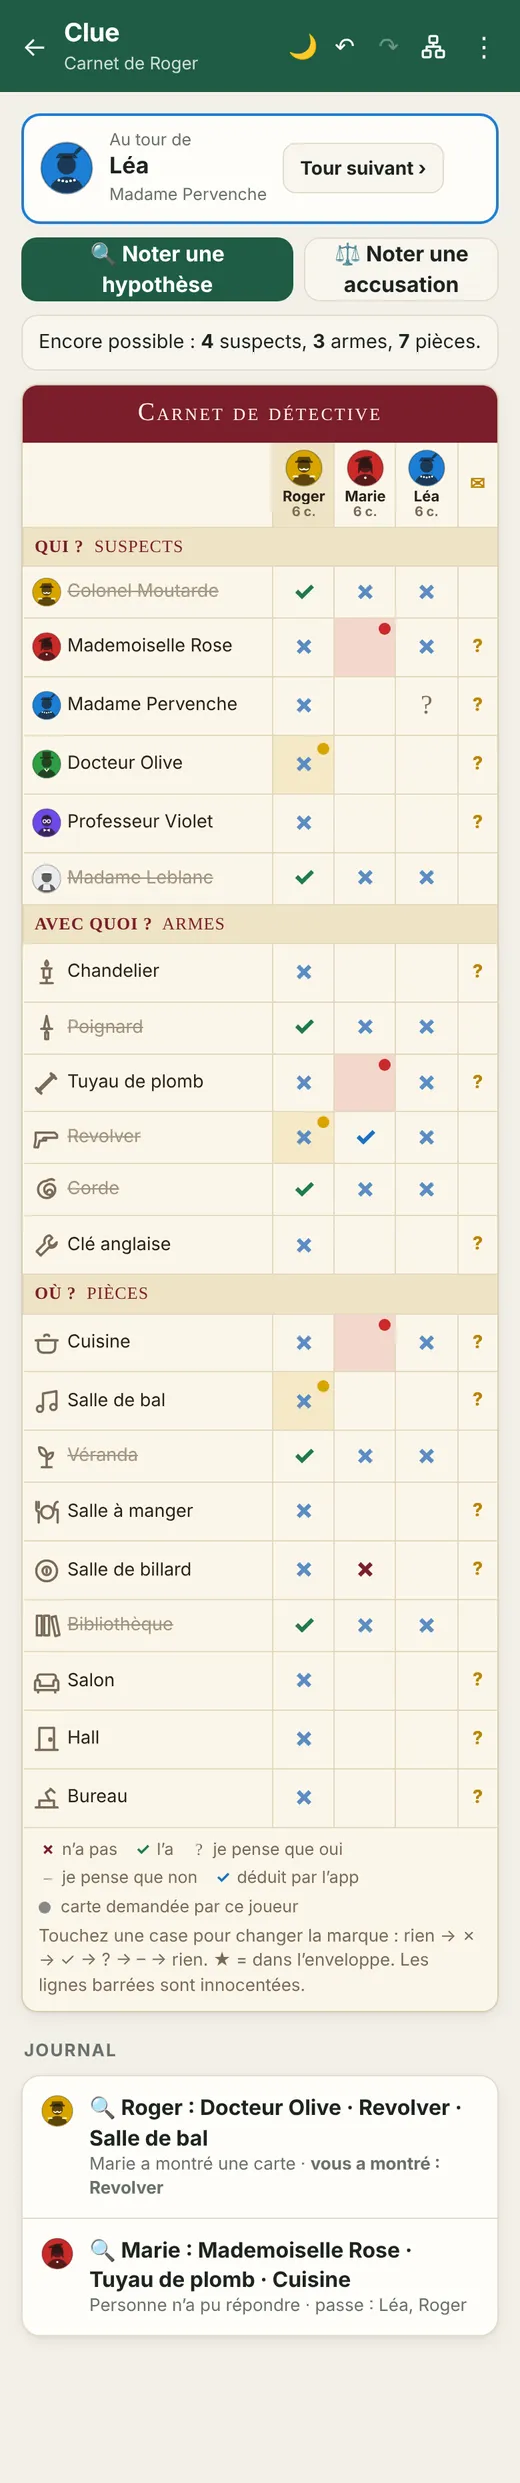 Clue
Carnet de Roger
Au tour de
Léa
Madame Pervenche
Tour suivant ›
Noter une
hypothèse
Noter une
accusation
Encore possible : 4 suspects, 3 armes, 7 pièces.
Carnet de détective
Roger Marie Léa
6 c. 6 c. 6 c.
QUI ? SUSPECTS
Colonel Moutarde
Mademoiselle Rose ?
Madame Pervenche ? ?
Docteur Olive ?
Professeur Violet ?
Madame Leblanc
AVEC QUOI ? ARMES
Chandelier ?
Poignard
Tuyau de plomb ?
Revolver
Corde
Clé anglaise ?
OÙ ? PIÈCES
Cuisine ?
Salle de bal ?
Véranda
Salle à manger ?
Salle de billard ?
Bibliothèque
Salon ?
Hall ?
Bureau ?
× n'a pas ✓ l'a ? je pense que oui
– je pense que non ✓ déduit par l'app
carte demandée par ce joueur
Touchez une case pour changer la marque : rien → ×
→ ✓ → ? → – → rien. ★ = dans l'enveloppe. Les
lignes barrées sont innocentées.
JOURNAL
Roger : Docteur Olive · Revolver ·
Salle de bal
Marie a montré une carte · vous a montré :
Revolver
Marie : Mademoiselle Rose ·
Tuyau de plomb · Cuisine
Personne n'a pu répondre · passe : Léa, Roger